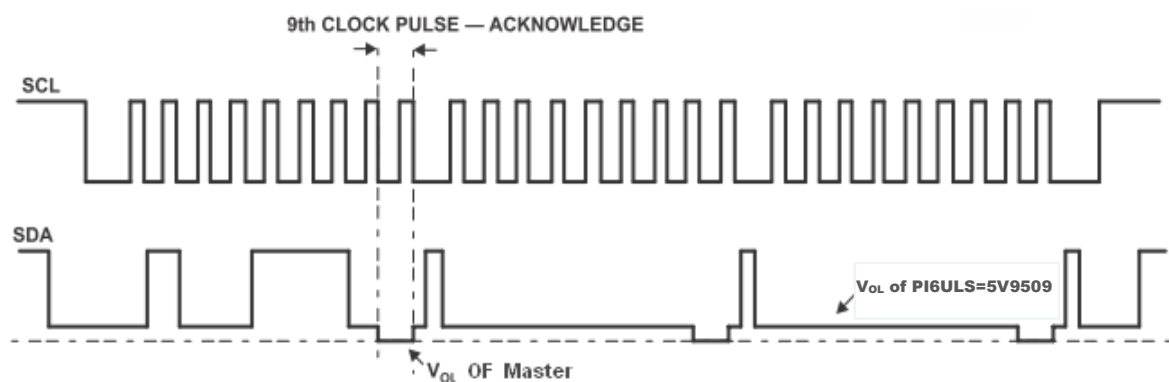 9th CLOCK PULSE — ACKNOWLEDGE
SCL
SDA
VOL of PI6ULS=5V9509
VOL OF Master